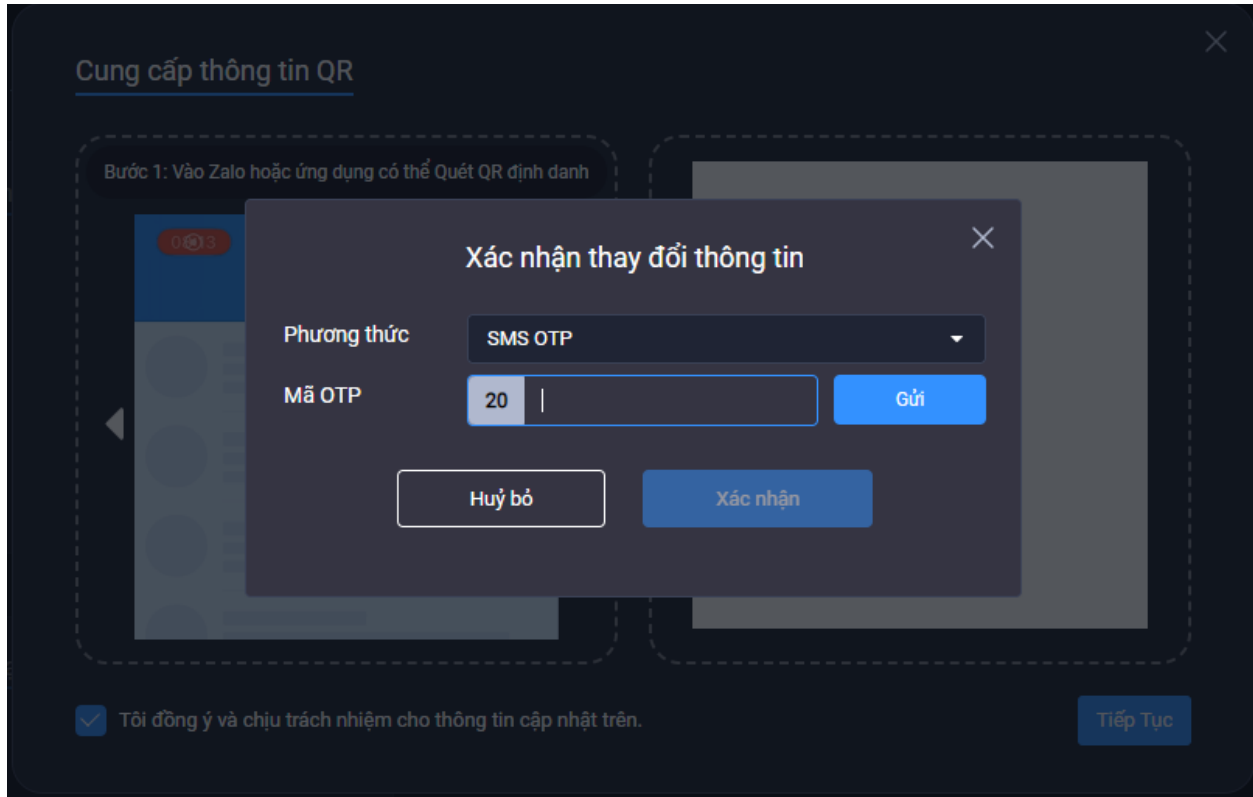 Cung cấp thông tin QR
Bước 1: Vào Zalo hoặc ứng dụng có thể Quét QR định danh
Xác nhận thay đổi thông tin
Phương thức
SMS OTP
Mã OTP
20
Gửi
Huỷ bỏ
Xác nhận
Tôi đồng ý và chịu trách nhiệm cho thông tin cập nhật trên.
Tiếp Tục